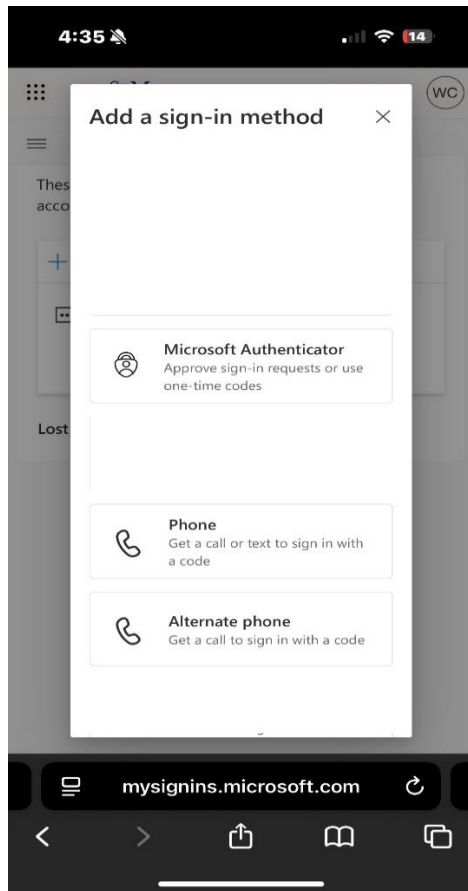 4:35
14
WC
Add a sign-in method
Thes
acco
Microsoft Authenticator
Approve sign-in requests or use
one-time codes
Lost
Phone
Get a call or text to sign in with
a code
Alternate phone
Get a call to sign in with a code
mysignins.microsoft.com